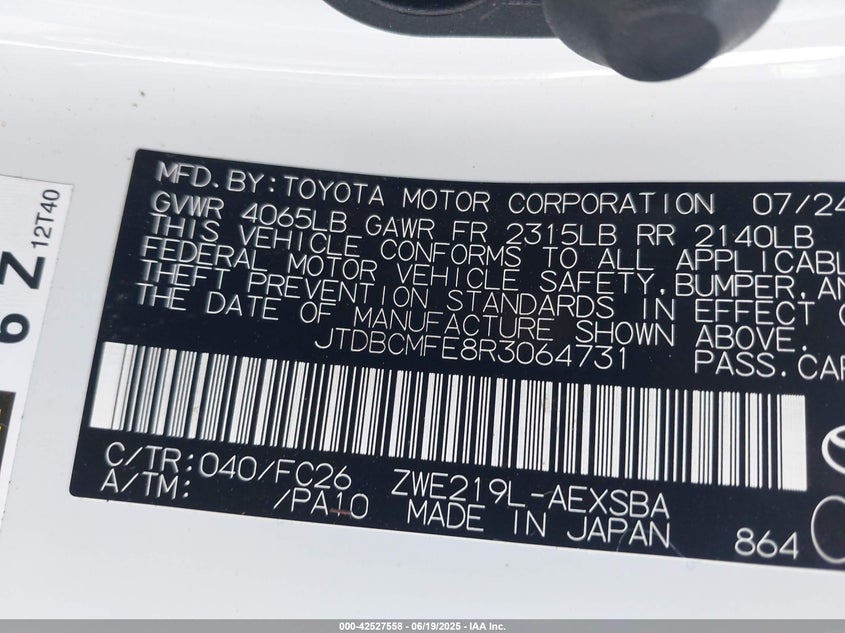 MFD.BY:TOYOTA MOTOR CORPORATION 07/24
GVWR 4065LB GAWR FR 2315LB RR 2140LB
THIS VEHICLE CONFORMS TO ALL APPLICABL
FEDERAL MOTOR VEHICLE SAFETY,BUMPER,AN
THEFT PREVENTION STANDARDS IN EFFECT O
THE DATE OF MANUFACTURE SHOWN ABOVE.
JTDBCMFE8R3064731 PASS.CAR
C/TR:040/FC26 ZWE219L-AEXSBA
A/TM: /PA10 MADE IN JAPAN 864
6 Z 12T40
000-42527558 - 06/19/2025 - IAA Inc.